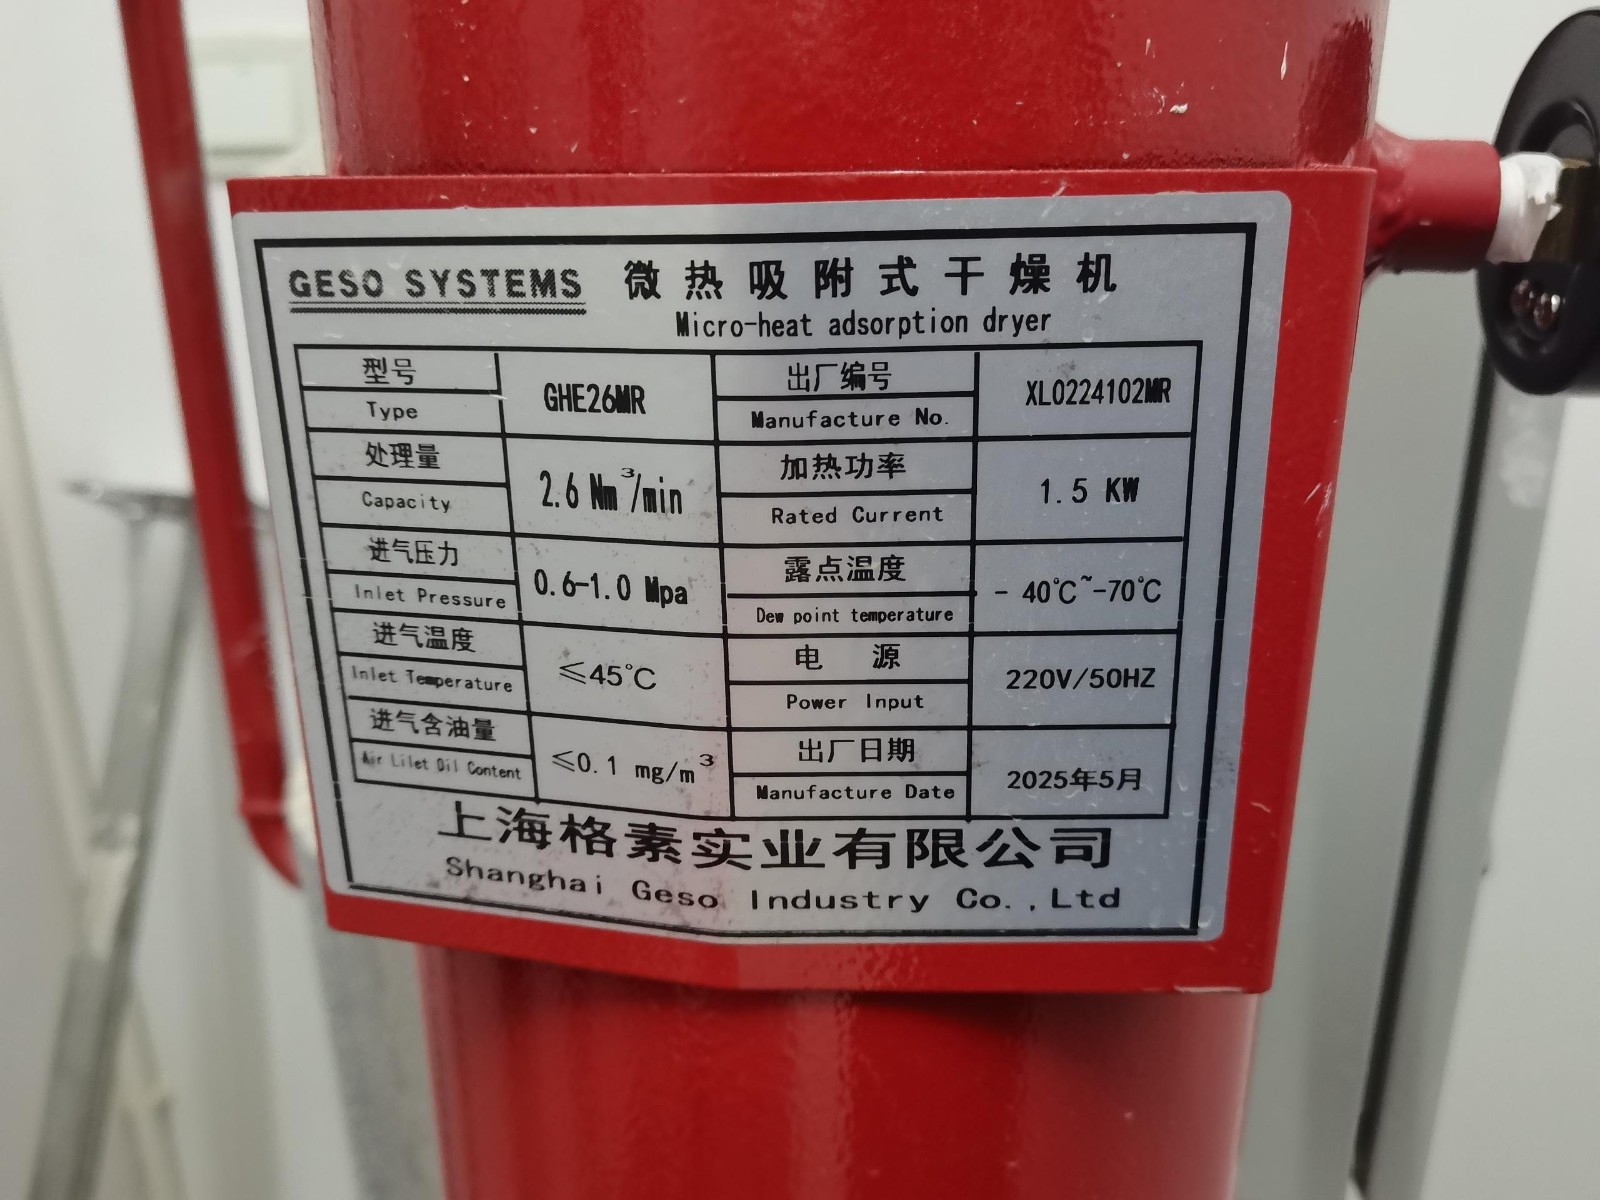 GESO SYSTEMS 微热吸附式干燥机
Micro-heat adsorption dryer
型号 Type GHE26MR 出厂编号 Manufacture No. XL0224102MR
处理量 Capacity 2.6 Nm³/min 加热功率 Rated Current 1.5 KW
进气压力 Inlet Pressure 0.6-1.0 Mpa 露点温度 Dew point temperature - 40℃~-70℃
进气温度 Inlet Temperature ≤45℃ 电 源 Power Input 220V/50HZ
进气含油量 Air Lilet Oil Content ≤0.1 mg/m³ 出厂日期 Manufacture Date 2025年5月
上海格素实业有限公司
Shanghai Geso Industry Co.,Ltd